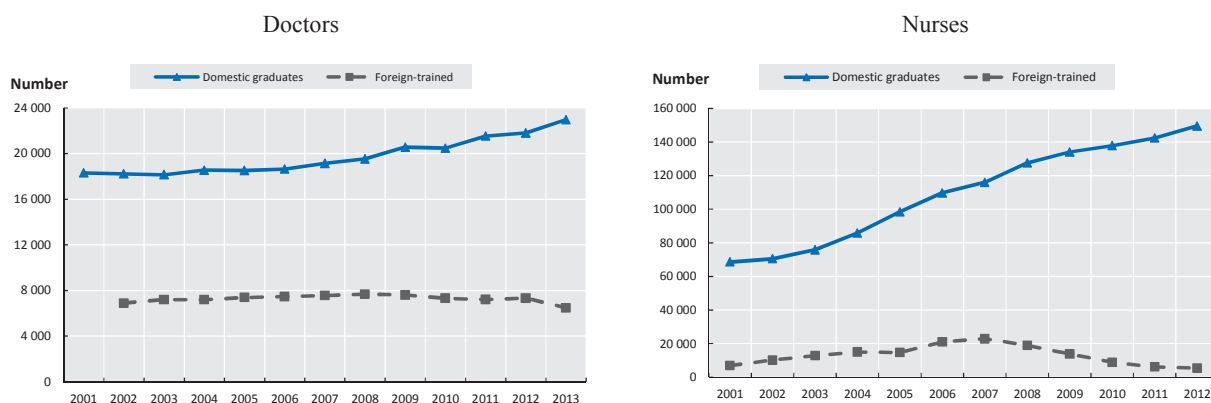 Doctors
Number
Domestic graduates
Foreign-trained
24 000
20 000
16 000
12 000
8 000
4 000
0
2001 2002 2003 2004 2005 2006 2007 2008 2009 2010 2011 2012 2013
Nurses
Number
Domestic graduates
Foreign-trained
160 000
140 000
120 000
100 000
80 000
60 000
40 000
20 000
0
2001 2002 2003 2004 2005 2006 2007 2008 2009 2010 2011 2012